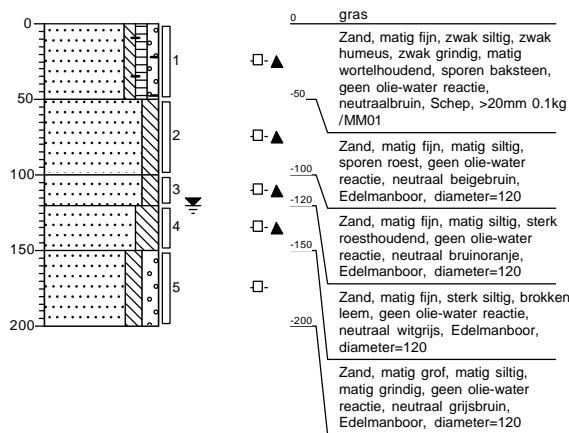 0
50
100
150
200
1
2
3
4
5
0
gras
Zand, matig fijn, zwak siltig, zwak
humeus, zwak grindig, matig
wortelhoudend, sporen baksteen,
geen olie-water reactie,
neutraalbruin, Schep, >20mm 0.1kg
/MM01
-50
Zand, matig fijn, matig siltig,
sporen roest, geen olie-water
reactie, neutraal beigebruin,
Edelmanboor, diameter=120
-100
Zand, matig fijn, matig siltig, sterk
roesthoudend, geen olie-water
reactie, neutraal bruinoranje,
Edelmanboor, diameter=120
-120
Zand, matig fijn, sterk siltig, brokken
leem, geen olie-water reactie,
neutraal witgrijs, Edelmanboor,
diameter=120
-150
Zand, matig grof, matig siltig,
matig grindig, geen olie-water
reactie, neutraal grijsbruin,
Edelmanboor, diameter=120
-200